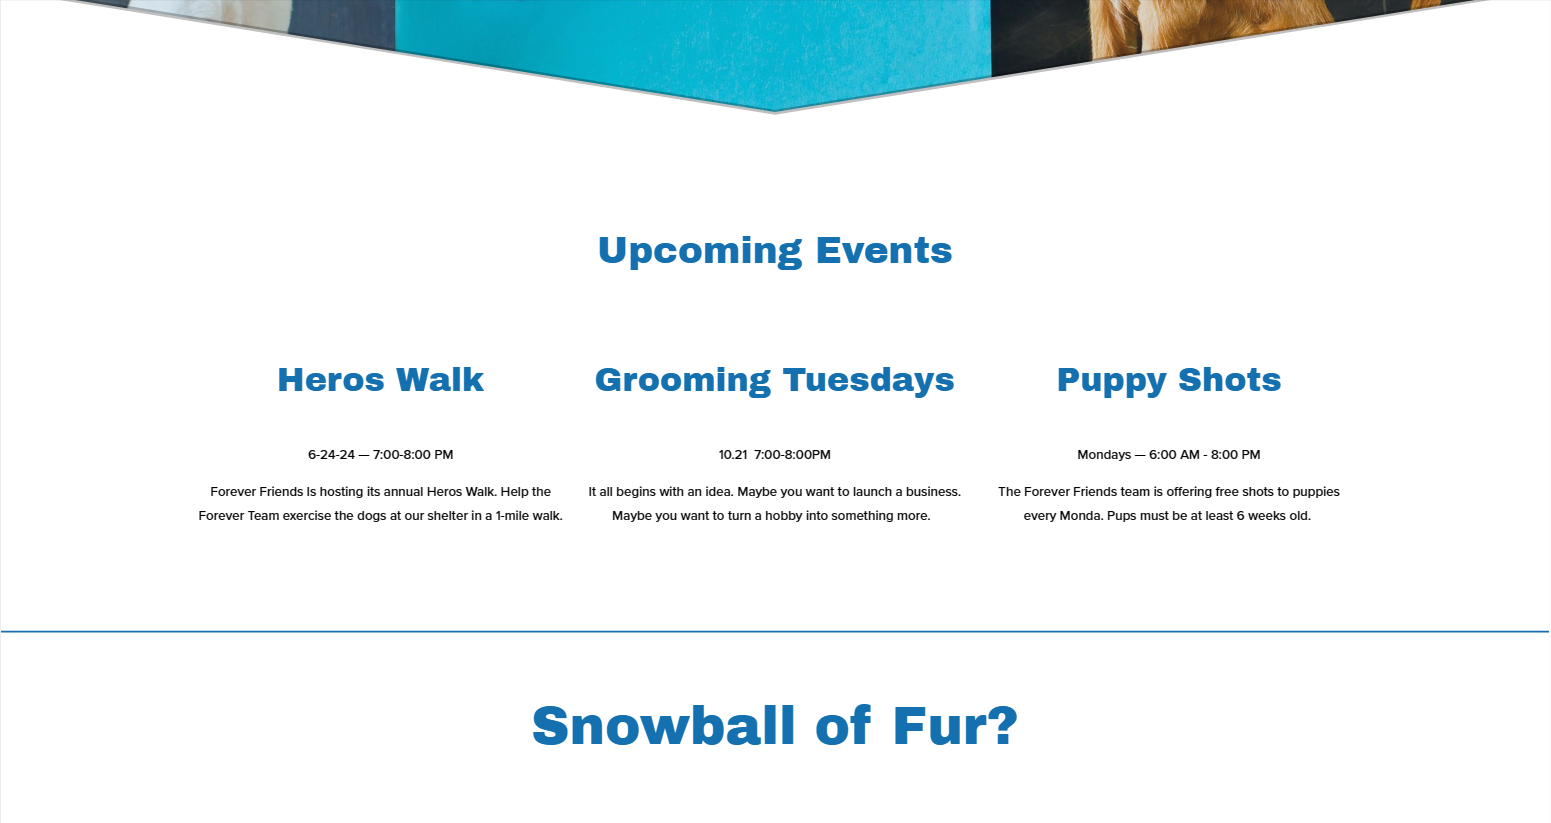 Upcoming Events
Heros Walk
6-24-24 — 7:00-8:00 PM
Forever Friends Is hosting its annual Heros Walk. Help the
Forever Team exercise the dogs at our shelter in a 1-mile walk.
Grooming Tuesdays
10.21  7:00-8:00PM
It all begins with an idea. Maybe you want to launch a business.
Maybe you want to turn a hobby into something more.
Puppy Shots
Mondays — 6:00 AM - 8:00 PM
The Forever Friends team is offering free shots to puppies
every Monda. Pups must be at least 6 weeks old.
Snowball of Fur?